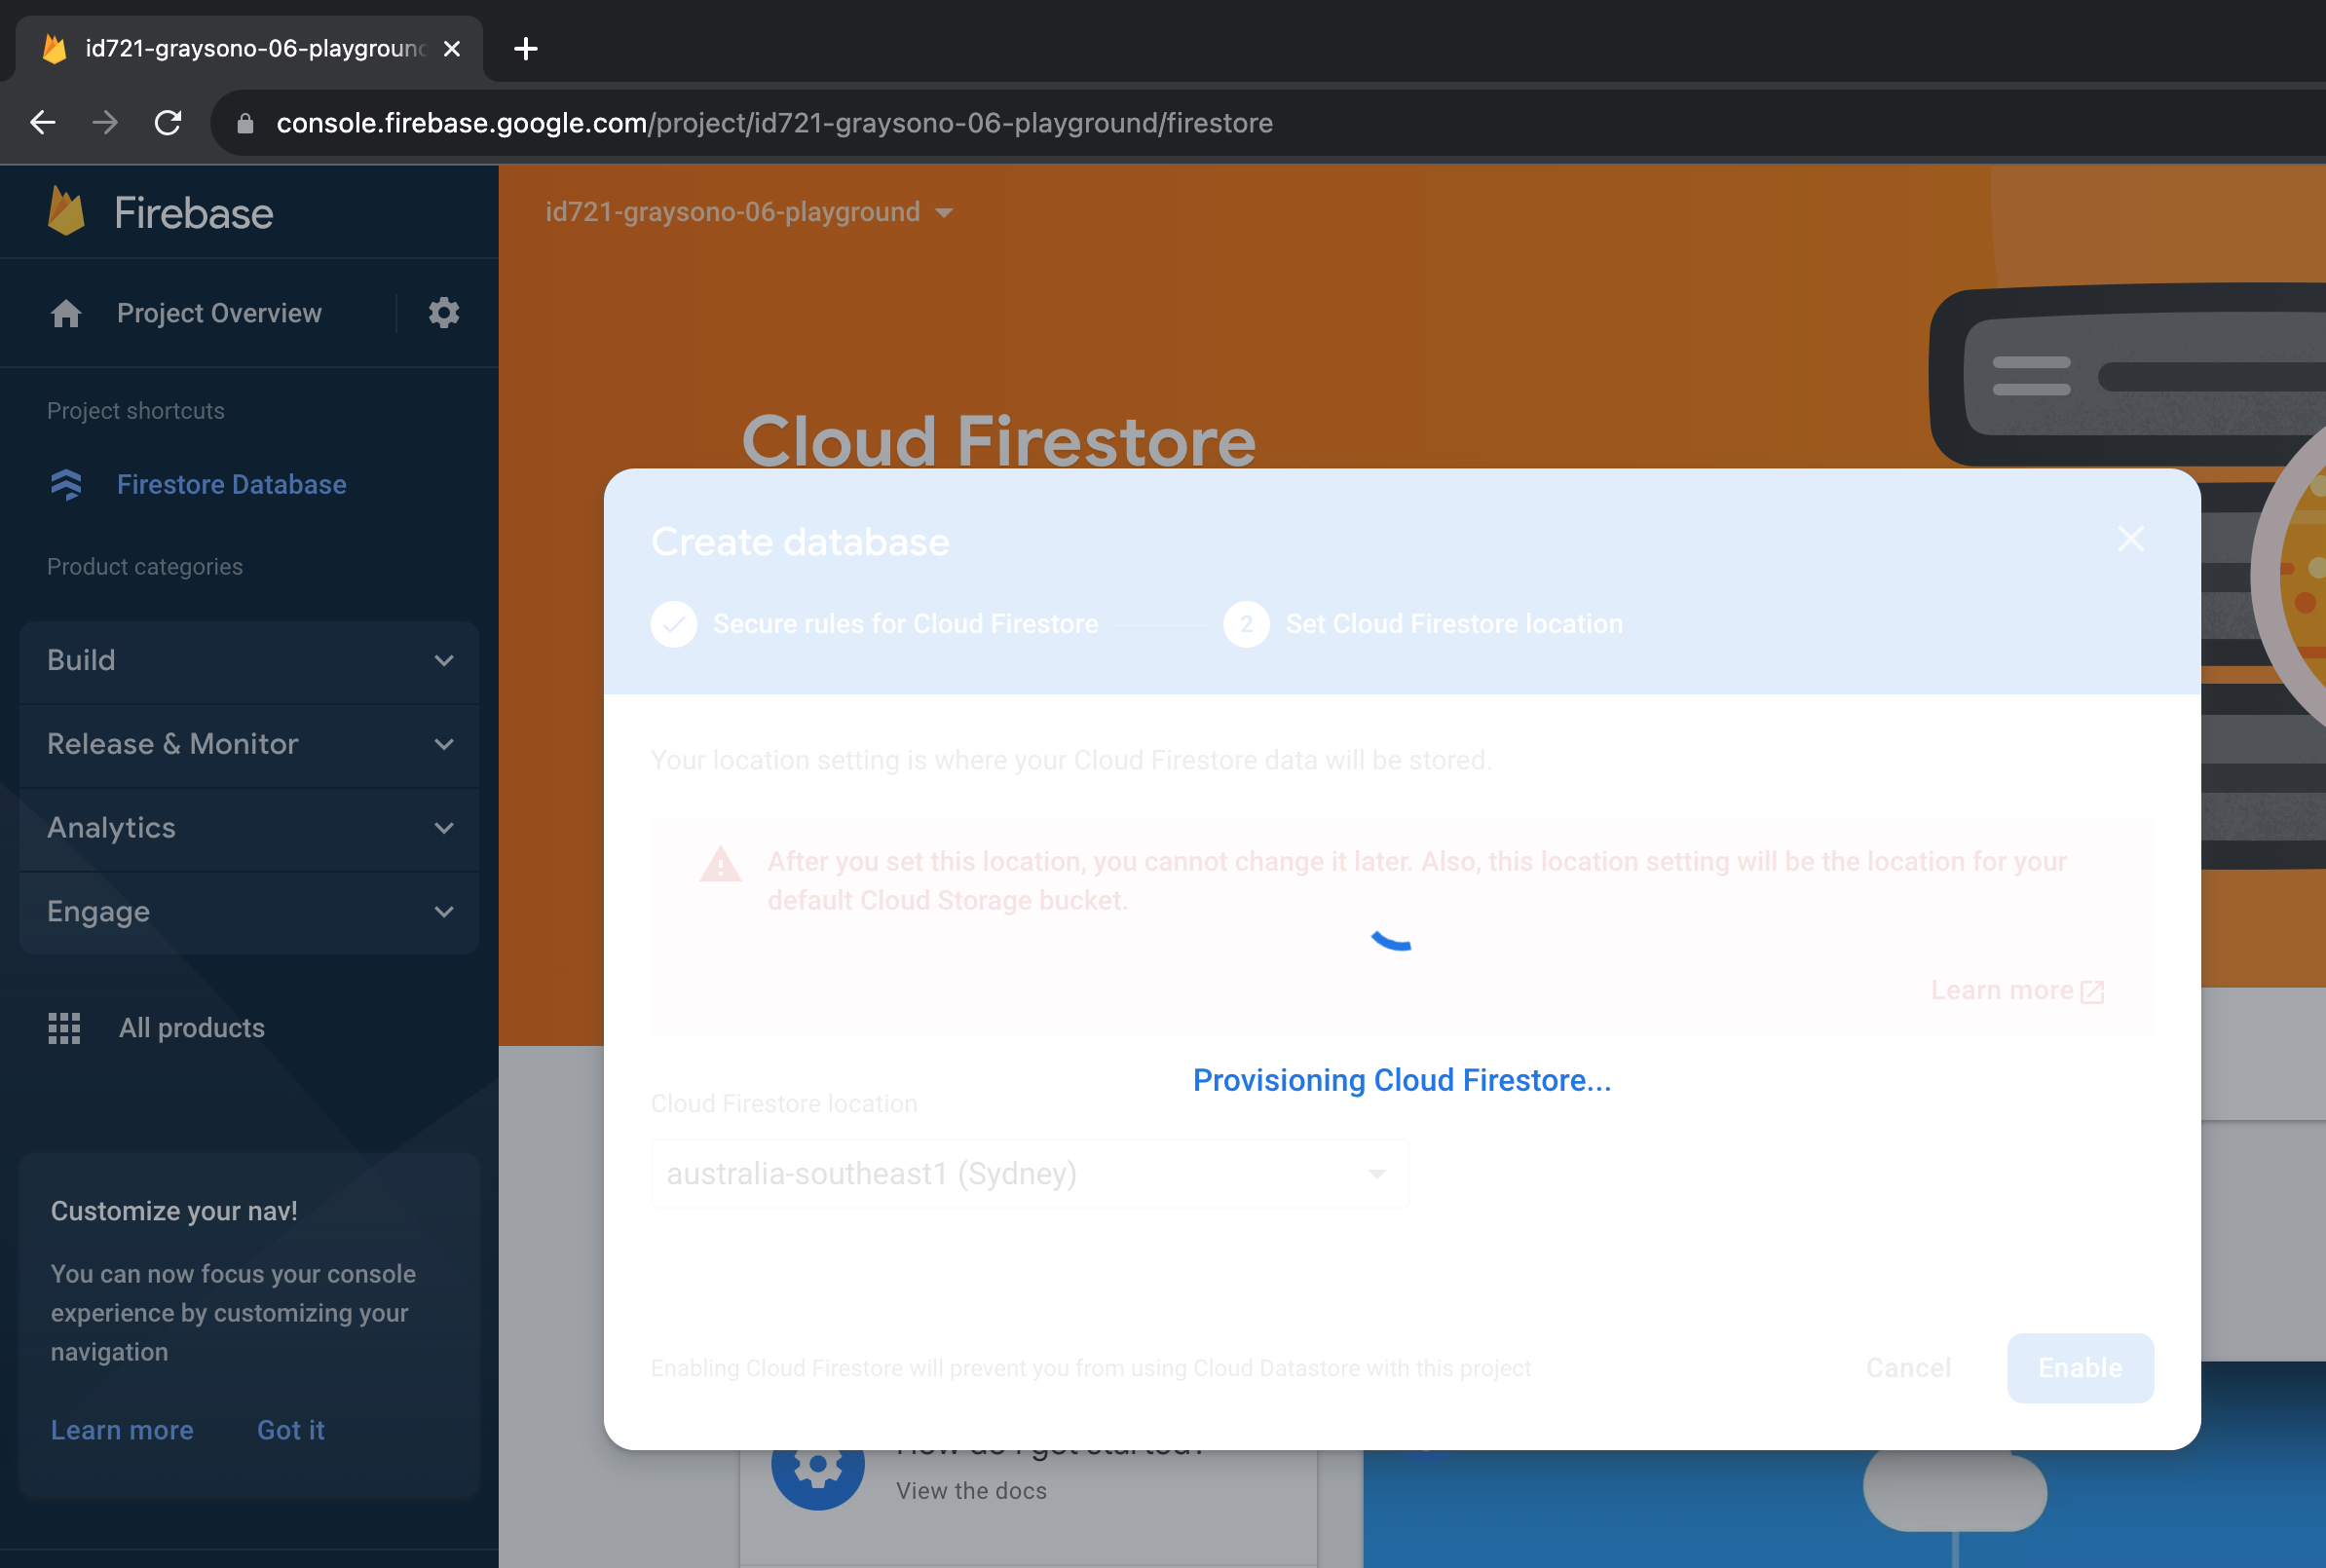 id721-graysono-06-playground
console.firebase.google.com/project/id721-graysono-06-playground/firestore
Firebase
id721-graysono-06-playground
Project Overview
Project shortcuts
Cloud Firestore
Firestore Database
Product categories
Create database
Secure rules for Cloud Firestore
2 Set Cloud Firestore location
Build
Release & Monitor
Analytics
Engage
All products
Your location setting is where your Cloud Firestore data will be stored.
After you set this location, you cannot change it later. Also, this location setting will be the location for your
default Cloud Storage bucket.
Learn more
Provisioning Cloud Firestore...
Cloud Firestore location
australia-southeast1 (Sydney)
Customize your nav!
You can now focus your console
experience by customizing your
navigation
Learn more Got it
Enabling Cloud Firestore will prevent you from using Cloud Datastore with this project
Cancel
Enable
How do I get started?
View the docs